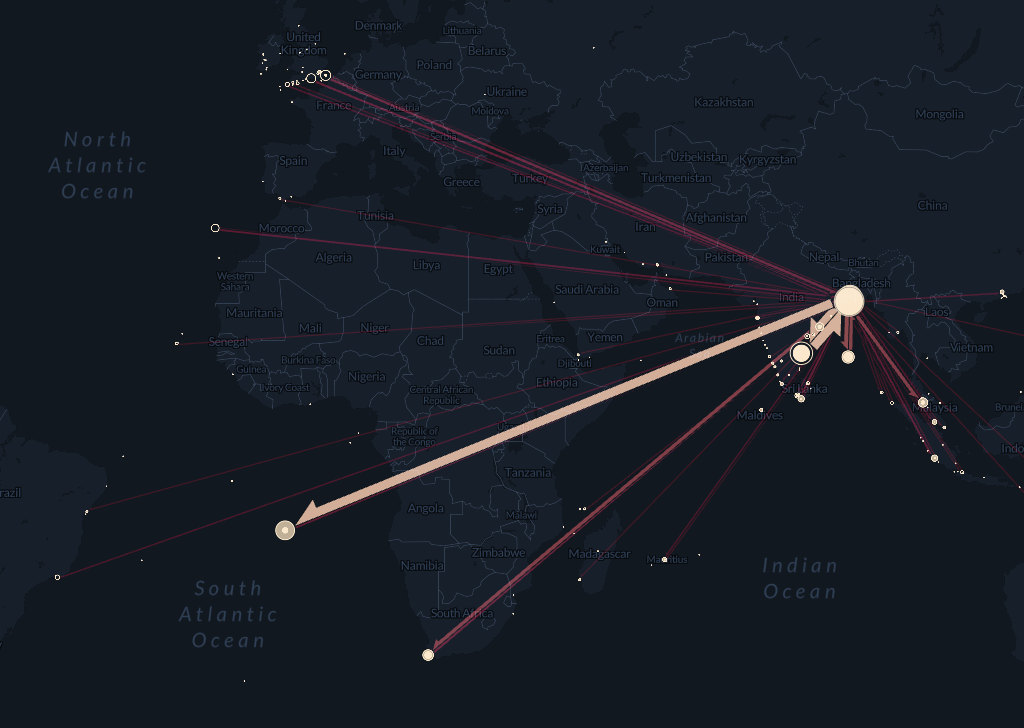 Denmark
Lithuania
United
Kingdom
Belarus
Poland
Germany
Ukraine
Kazakhstan
Mongolia
France
Austria
Moldova
North
Atlantic
Ocean
Serbia
Italy
Spain
Uzbekistan
Kyrgyzstan
Azerbaijan
Greece
Turkey
Turkmenistan
China
Syria
Tunisia
Afghanistan
Morocco
Iran
Kuwait
Algeria
Libya
Egypt
Pakistan
Nepal
Bhutan
Western
Sahara
Saudi Arabia
Bangladesh
India
Oman
Mauritania
Laos
Mali
Niger
Chad
Sudan
Eritrea
Yemen
Arabian
Senegal
Vietnam
Burkina Faso
Djibouti
Guinea
Nigeria
Ivory Coast
Central African
Republic
Ethiopia
Sri Lanka
Malaysia
Maldives
Republic of
the Congo
Tanzania
Angola
Malawi
Zimbabwe
Madagascar
Mauritius
Namibia
Indian
Ocean
South
Atlantic
Ocean
South Africa